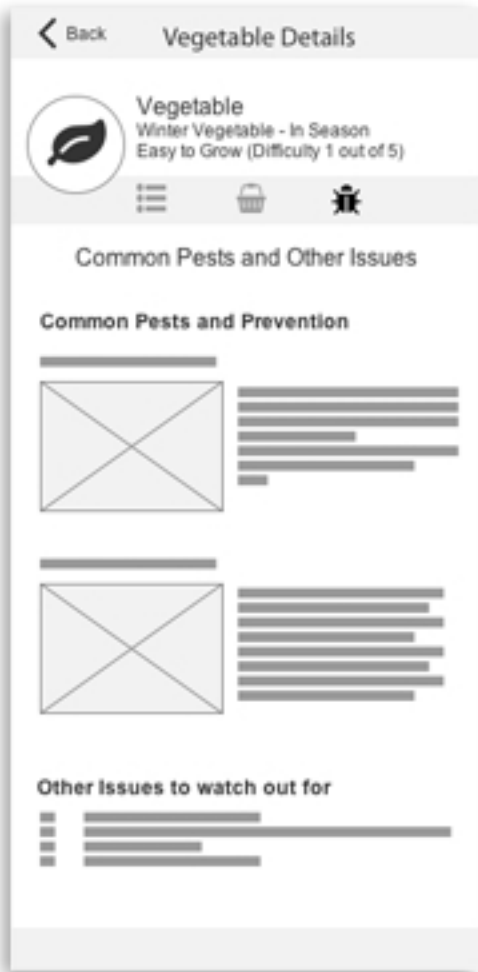 Back
Vegetable Details
Vegetable
Winter Vegetable - In Season
Easy to Grow (Difficulty 1 out of 5)
Common Pests and Other Issues
Common Pests and Prevention
Other Issues to watch out for